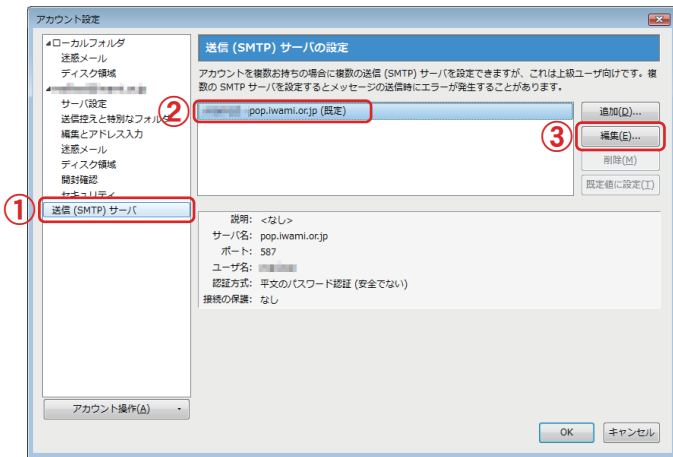 アカウント設定
ローカルフォルダ
迷惑メール
ディスク領域
サーバ設定
送信控えと特別なフォルダ
編集とアドレス入力
迷惑メール
ディスク領域
開封確認
セキュリティ
① 送信 (SMTP) サーバ
アカウント操作(A)
送信 (SMTP) サーバの設定
アカウントを複数お持ちの場合に複数の送信 (SMTP) サーバを設定できますが、これは上級ユーザ向けです。複
数の SMTP サーバを設定するとメッセージの送信時にエラーが発生することがあります。
② pop.iwami.or.jp (既定)
追加(D)...
③ 編集(E)...
削除(M)
既定値に設定(T)
説明: <なし>
サーバ名: pop.iwami.or.jp
ポート: 587
ユーザ名:
認証方式: 平文のパスワード認証 (安全でない)
接続の保護: なし
OK
キャンセル